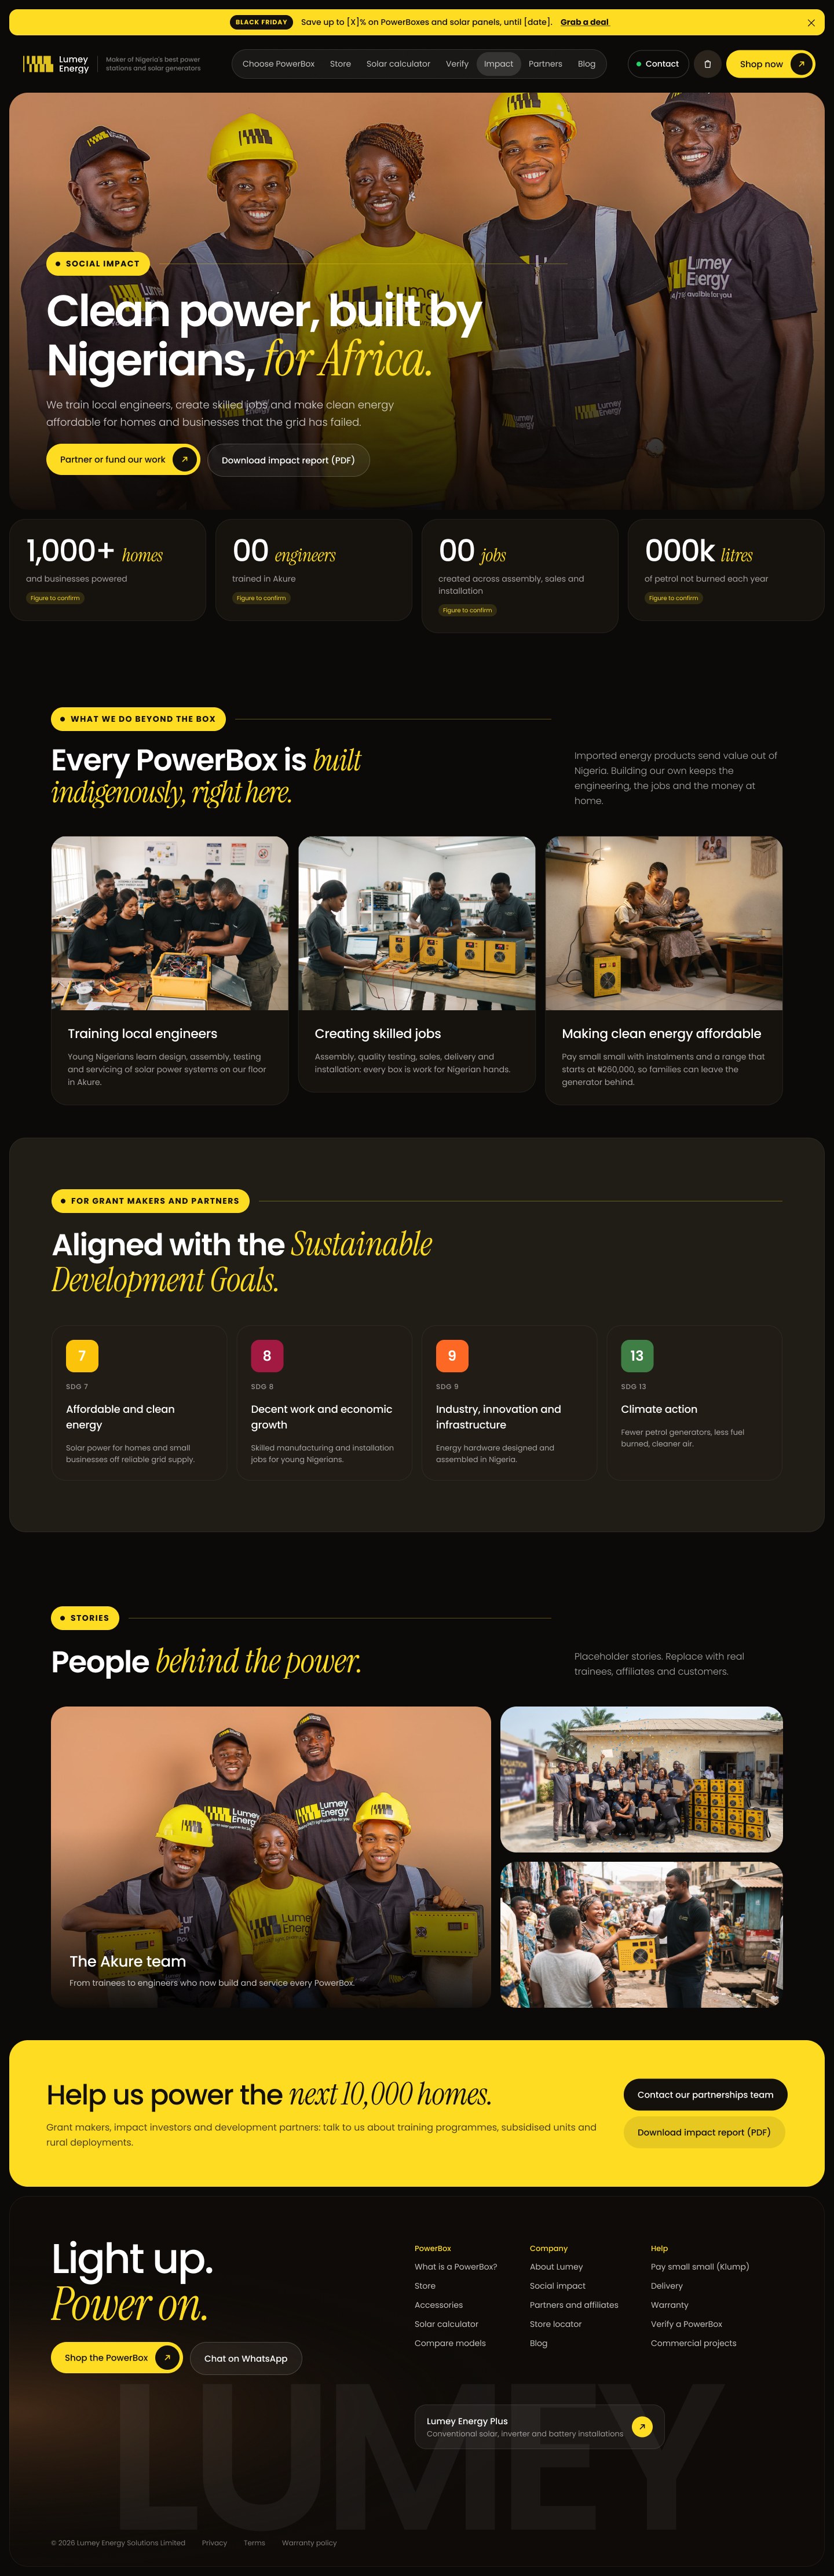 BLACK FRIDAY Save up to [X]% on PowerBoxes and solar panels, until [date]. Grab a deal
Lumey Energy
Maker of Nigeria's best power
stations and solar generators
Choose PowerBox Store Solar calculator Verify Impact Partners Blog
Contact
Shop now
SOCIAL IMPACT
Clean power, built by
Nigerians, for Africa.
We train local engineers, create skilled jobs and make clean energy
affordable for homes and businesses that the grid has failed.
Partner or fund our work
Download impact report (PDF)
Lumey
Energy
1,000+ homes
and businesses powered
Figure to confirm
00 engineers
trained in Akure
Figure to confirm
00 jobs
created across assembly, sales and
installation
Figure to confirm
000k litres
of petrol not burned each year
Figure to confirm
WHAT WE DO BEYOND THE BOX
Every PowerBox is built
indigenously, right here.
Imported energy products send value out of
Nigeria. Building our own keeps the
engineering, the jobs and the money at
home.
Training local engineers
Young Nigerians learn design, assembly, testing
and servicing of solar power systems on our floor
in Akure.
Creating skilled jobs
Assembly, quality testing, sales, delivery and
installation: every box is work for Nigerian hands.
Making clean energy affordable
Pay small small with instalments and a range that
starts at ₦260,000, so families can leave the
generator behind.
FOR GRANT MAKERS AND PARTNERS
Aligned with the Sustainable
Development Goals.
7
SDG 7
Affordable and clean
energy
Solar power for homes and small
businesses off reliable grid supply.
8
SDG 8
Decent work and economic
growth
Skilled manufacturing and installation
jobs for young Nigerians.
9
SDG 9
Industry, innovation and
infrastructure
Energy hardware designed and
assembled in Nigeria.
13
SDG 13
Climate action
Fewer petrol generators, less fuel
burned, cleaner air.
STORIES
People behind the power.
Placeholder stories. Replace with real
trainees, affiliates and customers.
Lumey
Energy
Lumey
Energy
The Akure team
From trainees to engineers who now build and service every PowerBox.
Help us power the next 10,000 homes.
Grant makers, impact investors and development partners: talk to us about training programmes, subsidised units and
rural deployments.
Contact our partnerships team
Download impact report (PDF)
Light up.
Power on.
Shop the PowerBox
Chat on WhatsApp
PowerBox
What is a PowerBox?
Store
Accessories
Solar calculator
Compare models
Company
About Lumey
Social impact
Partners and affiliates
Store locator
Blog
Help
Pay small small (Klump)
Delivery
Warranty
Verify a PowerBox
Commercial projects
Lumey Energy Plus
Conventional solar, inverter and battery installations
LUMEY
© 2026 Lumey Energy Solutions Limited Privacy Terms Warranty policy